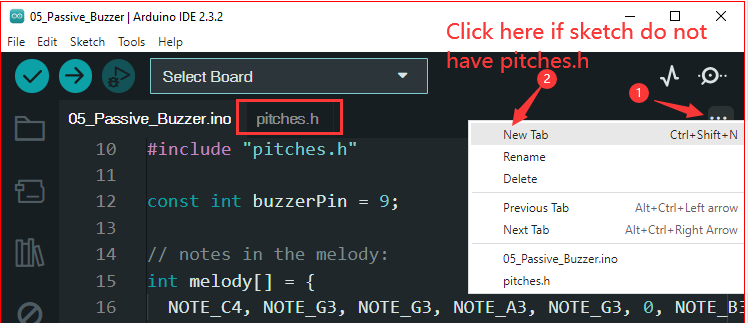 05_Passive_Buzzer | Arduino IDE 2.3.2
File Edit Sketch Tools Help
Click here if sketch do not
have pitches.h
Select Board
2
1
05_Passive_Buzzer.ino pitches.h
New Tab Ctrl+Shift+N
Rename
Delete
Previous Tab Alt+Ctrl+Left arrow
Next Tab Alt+Ctrl+Right Arrow
05_Passive_Buzzer.ino
pitches.h
10 #include "pitches.h"
11
12 const int buzzerPin = 9;
13
14 // notes in the melody:
15 int melody[] = {
16 NOTE_C4, NOTE_G3, NOTE_G3, NOTE_A3, NOTE_G3, 0, NOTE_B3